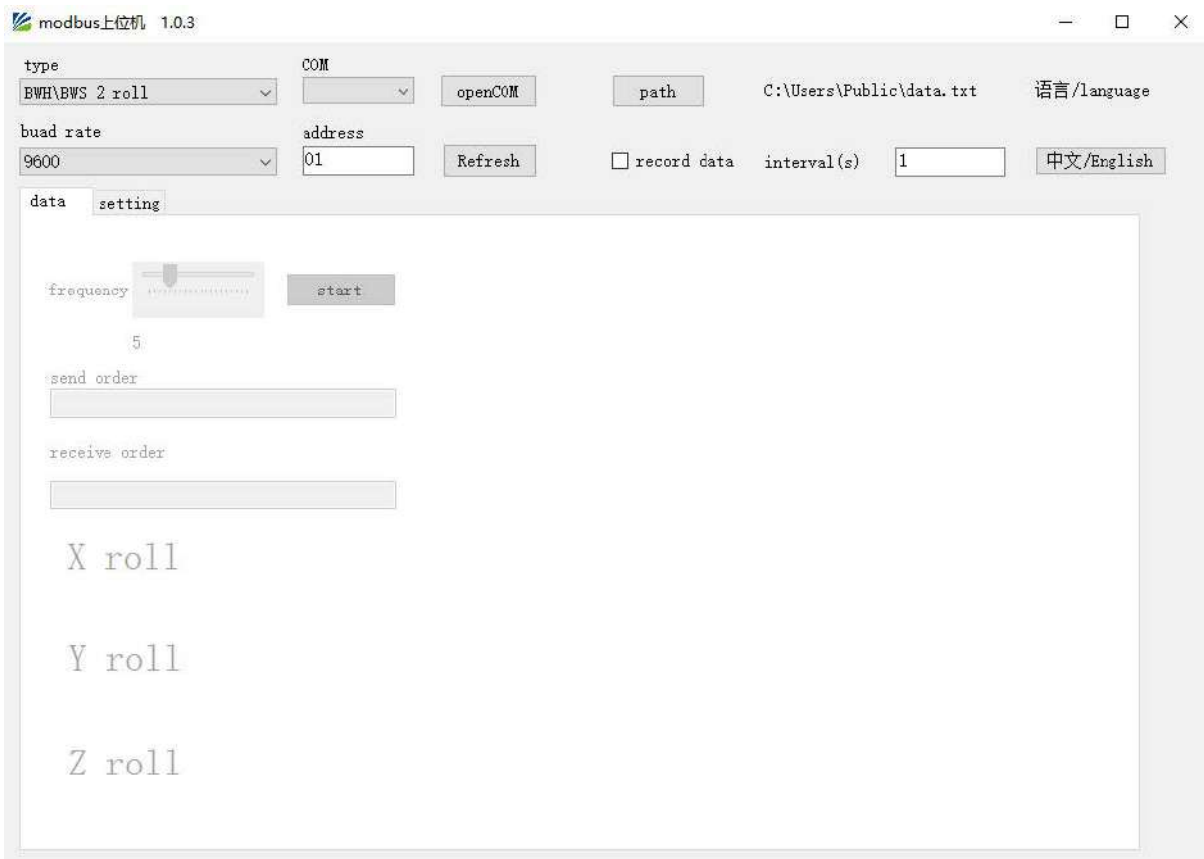 modbus上位机 1.0.3
type
COM
BWH\BWS 2 roll
openCOM
path
C:\Users\Public\data.txt
语言/language
buad rate
address
9600
01
Refresh
record data
interval(s)
1
中文/English
data
setting
frequency
start
5
send order
receive order
X roll
Y roll
Z roll